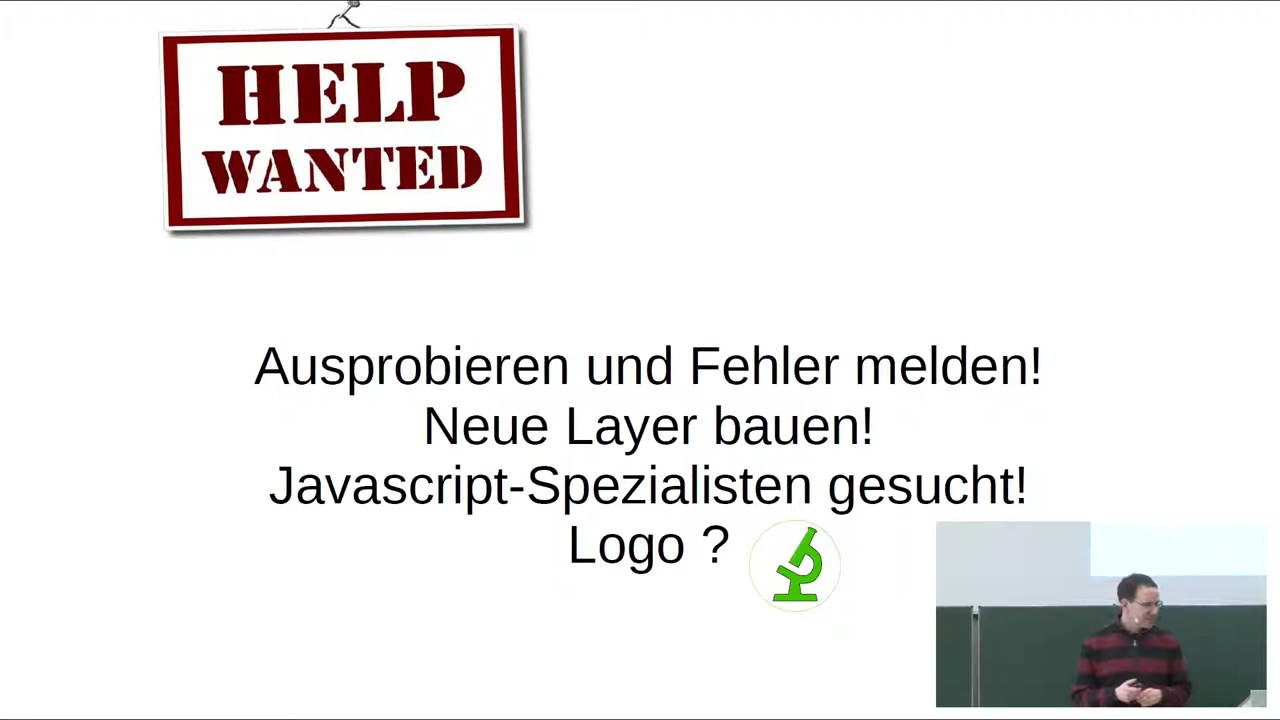 HELP
WANTED
Ausprobieren und Fehler melden!
Neue Layer bauen!
Javascript-Spezialisten gesucht!
Logo ?